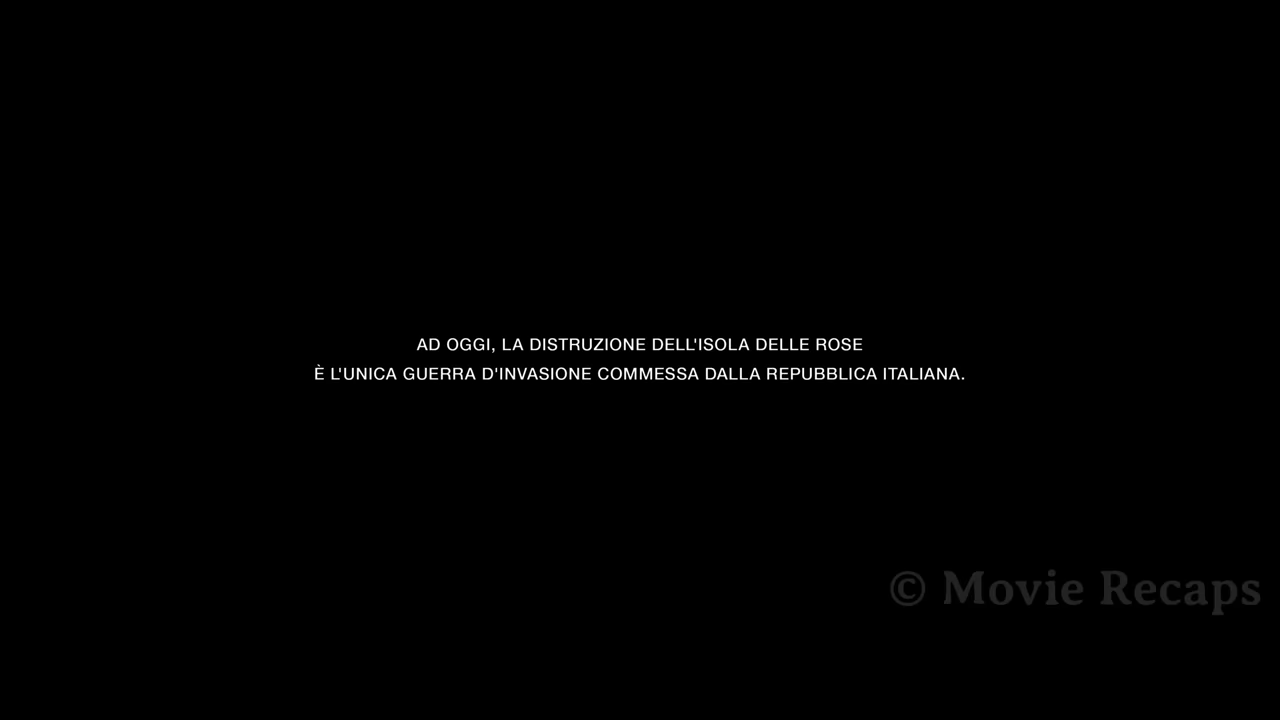 AD OGGI, LA DISTRUZIONE DELL'ISOLA DELLE ROSE
È L'UNICA GUERRA D'INVASIONE COMMESSA DALLA REPUBBLICA ITALIANA.
© Movie Recaps